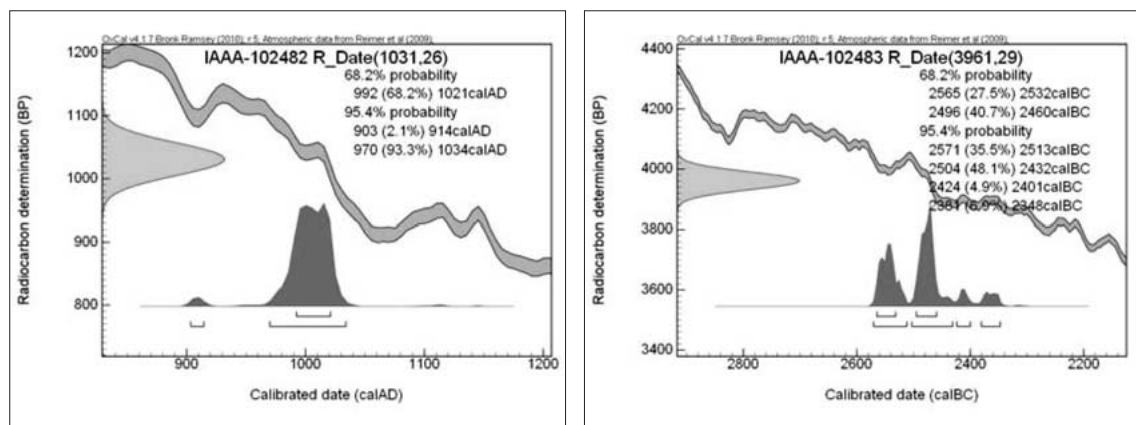 OxCal v4.1.7 Bronk Ramsey (2010); r:5; Atmospheric data from Reimer et al (2009);
IAAA-102482 R_Date(1031,26)
68.2% probability
992 (68.2%) 1021calAD
95.4% probability
903 (2.1%) 914calAD
970 (93.3%) 1034calAD
Radiocarbon determination (BP)
1200
1100
1000
900
800
900
1000
1100
1200
Calibrated date (calAD)
OxCal v4.1.7 Bronk Ramsey (2010); r:5; Atmospheric data from Reimer et al (2009);
IAAA-102483 R_Date(3961,29)
68.2% probability
2565 (27.5%) 2532calBC
2496 (40.7%) 2460calBC
95.4% probability
2571 (35.5%) 2513calBC
2504 (48.1%) 2432calBC
2424 (4.9%) 2401calBC
2381 (6.9%) 2348calBC
Radiocarbon determination (BP)
4400
4200
4000
3800
3600
3400
2800
2600
2400
2200
Calibrated date (calBC)